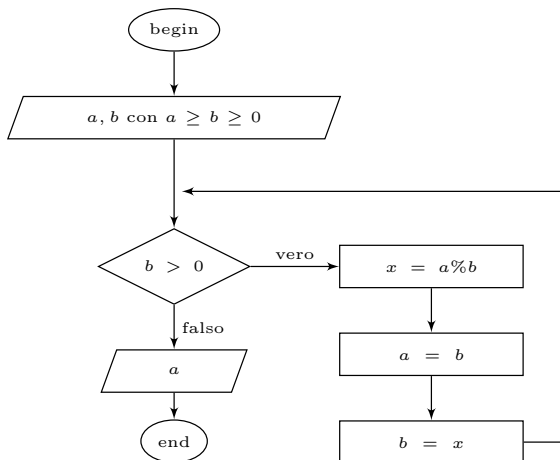 begin
a, b con a ≥ b ≥ 0
b > 0
vero
x = a%b
falso
a
a = b
end
b = x